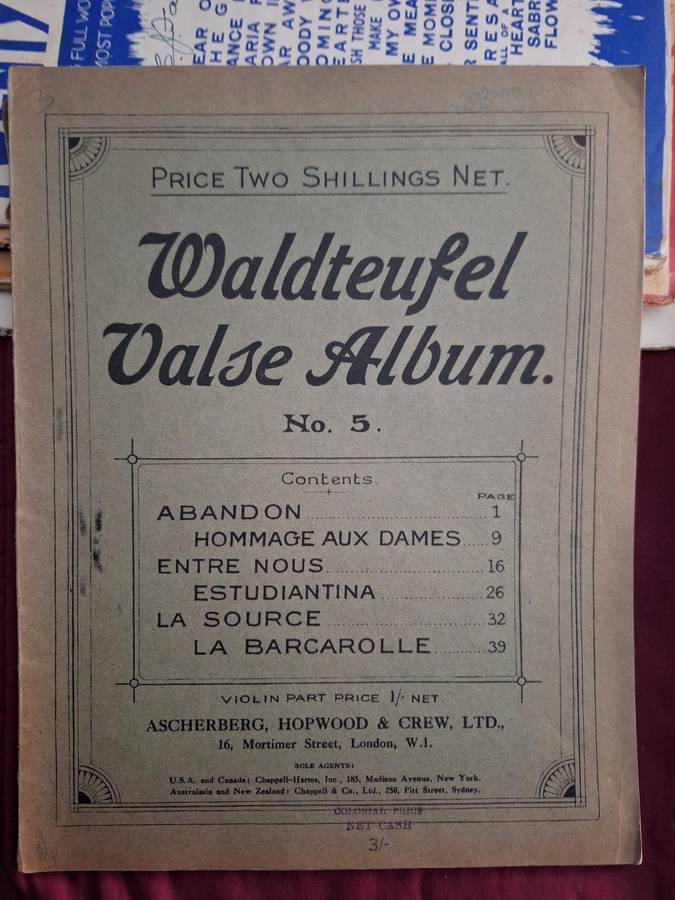 PRICE TWO SHILLINGS NET.
Waldteufel
Valse Album.
No. 5.
Contents.
PAGE
ABANDON 1
HOMMAGE AUX DAMES 9
ENTRE NOUS 16
ESTUDIANTINA 26
LA SOURCE 32
LA BARCAROLLE 39
VIOLIN PART PRICE 1/- NET.
ASCHERBERG, HOPWOOD & CREW, LTD.,
16, Mortimer Street, London, W.1.
SOLE AGENTS:
U.S.A. and Canada: Chappell-Harms, Inc., 185, Madison Avenue, New York.
Australasia and New Zealand: Chappell & Co., Ltd., 250, Pitt Street, Sydney.
COLONIAL PRICE
NET CASH
3/-